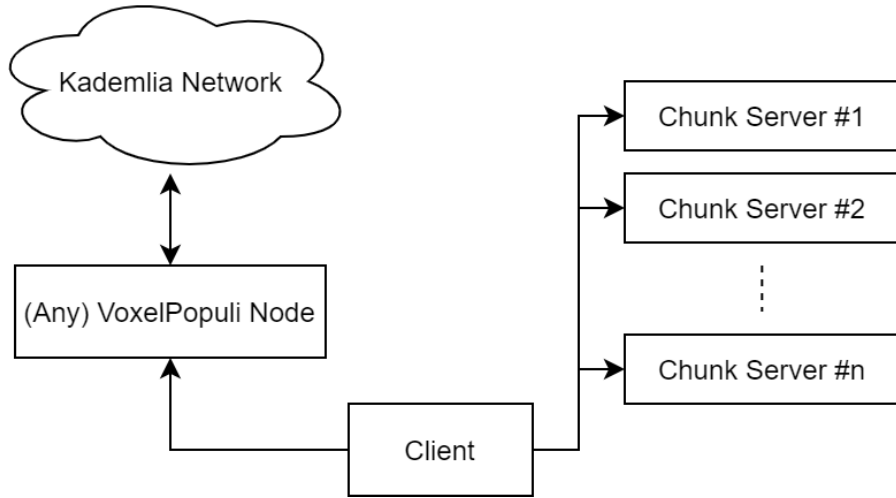 Kademlia Network
(Any) VoxelPopuli Node
Client
Chunk Server #1
Chunk Server #2
Chunk Server #n